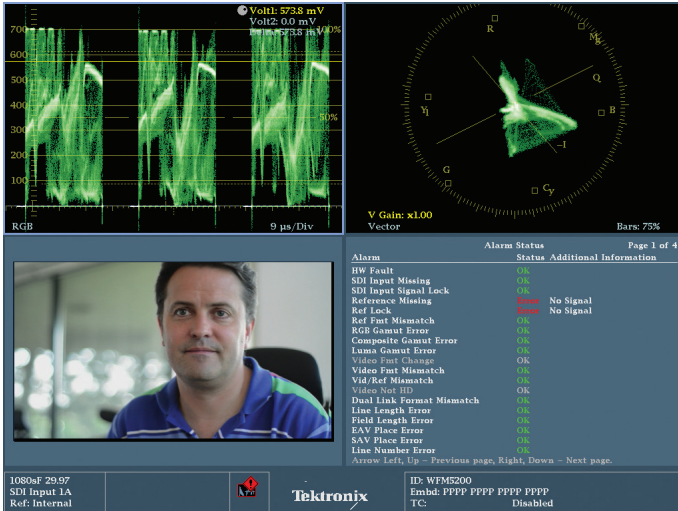 Volt1: 573.8 mV
Volt2: 0.0 mV
573.8 mV
700
100%
600
500
400
50%
300
200
100
RGB
9 µs/Div
R
Mg
Q
Yl
B
-I
G
Cy
V Gain: x1.00
Vector
Bars: 75%
Alarm Status
Page 1 of 4
Alarm
Status
Additional Information
HW Fault OK
SDI Input Missing OK
SDI Input Signal Lock OK
Reference Missing Error No Signal
Ref Lock Error No Signal
Ref Fmt Mismatch OK
RGB Gamut Error OK
Composite Gamut Error OK
Luma Gamut Error OK
Video Fmt Change OK
Video Fmt Mismatch OK
Vid/Ref Mismatch OK
Video Not HD OK
Dual Link Format Mismatch OK
Line Length Error OK
Field Length Error OK
EAV Place Error OK
SAV Place Error OK
Line Number Error OK
Arrow Left, Up – Previous page, Right, Down – Next page.
1080sF 29.97
SDI Input 1A
Ref: Internal
Tektronix
ID: WFM5200
Embd: PPPP PPPP PPPP PPPP
TC: Disabled